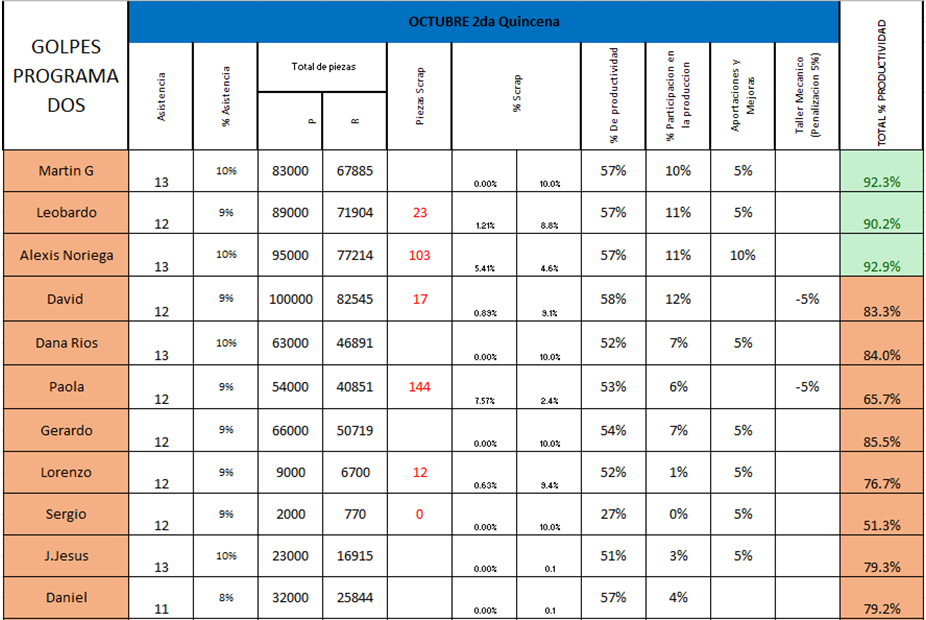 OCTUBRE 2da Quincena
GOLPES
PROGRAMA
DOS
Asistencia
% Asistencia
Total de piezas
P
R
Piezas Scrap
% Scrap
% De productividad
% Participacion en
la produccion
Aportaciones y
Mejoras
Taller Mecanico
(Penalizacion 5%)
TOTAL % PRODUCTIVIDAD
Martin G 13 10% 83000 67885 0.00% 10.0% 57% 10% 5% 92.3%
Leobardo 12 9% 89000 71904 23 1.21% 8.8% 57% 11% 5% 90.2%
Alexis Noriega 13 10% 95000 77214 103 5.41% 4.6% 57% 11% 10% 92.9%
David 12 9% 100000 82545 17 0.89% 9.1% 58% 12% -5% 83.3%
Dana Rios 13 10% 63000 46891 0.00% 10.0% 52% 7% 5% 84.0%
Paola 12 9% 54000 40851 144 7.57% 2.4% 53% 6% -5% 65.7%
Gerardo 12 9% 66000 50719 0.00% 10.0% 54% 7% 5% 85.5%
Lorenzo 12 9% 9000 6700 12 0.63% 9.4% 52% 1% 5% 76.7%
Sergio 12 9% 2000 770 0 0.00% 10.0% 27% 0% 5% 51.3%
J.Jesus 13 10% 23000 16915 0.00% 0.1 51% 3% 5% 79.3%
Daniel 11 8% 32000 25844 0.00% 0.1 57% 4% 79.2%